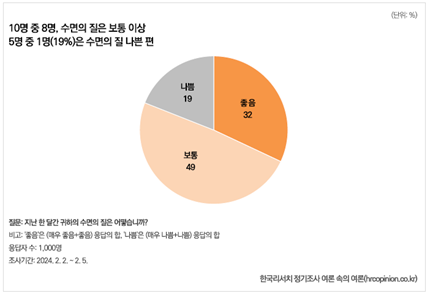 10명 중 8명, 수면의 질은 보통 이상
(단위: %)
5명 중 1명(19%)은 수면의 질 나쁜 편
나쁨
19
좋음
32
보통
49
질문: 지난 한 달간 귀하의 수면의 질은 어떻습니까?
비고: '좋음'은 (매우 좋음+좋음) 응답의 합, '나쁨'은 (매우 나쁨+나쁨) 응답의 합
응답자 수: 1,000명
조사기간: 2024. 2. 2. ~ 2. 5.
한국리서치 정기조사 여론 속의 여론(hrcopinion.co.kr)